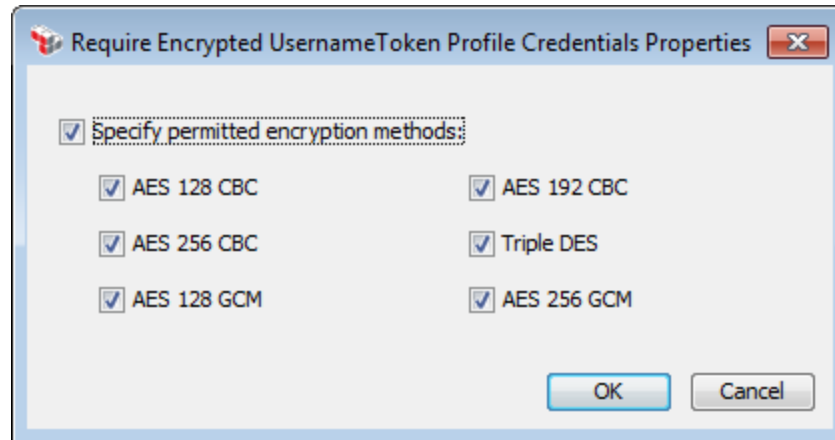 Require Encrypted UsernameToken Profile Credentials Properties
Specify permitted encryption methods:
AES 128 CBC
AES 192 CBC
AES 256 CBC
Triple DES
AES 128 GCM
AES 256 GCM
OK
Cancel